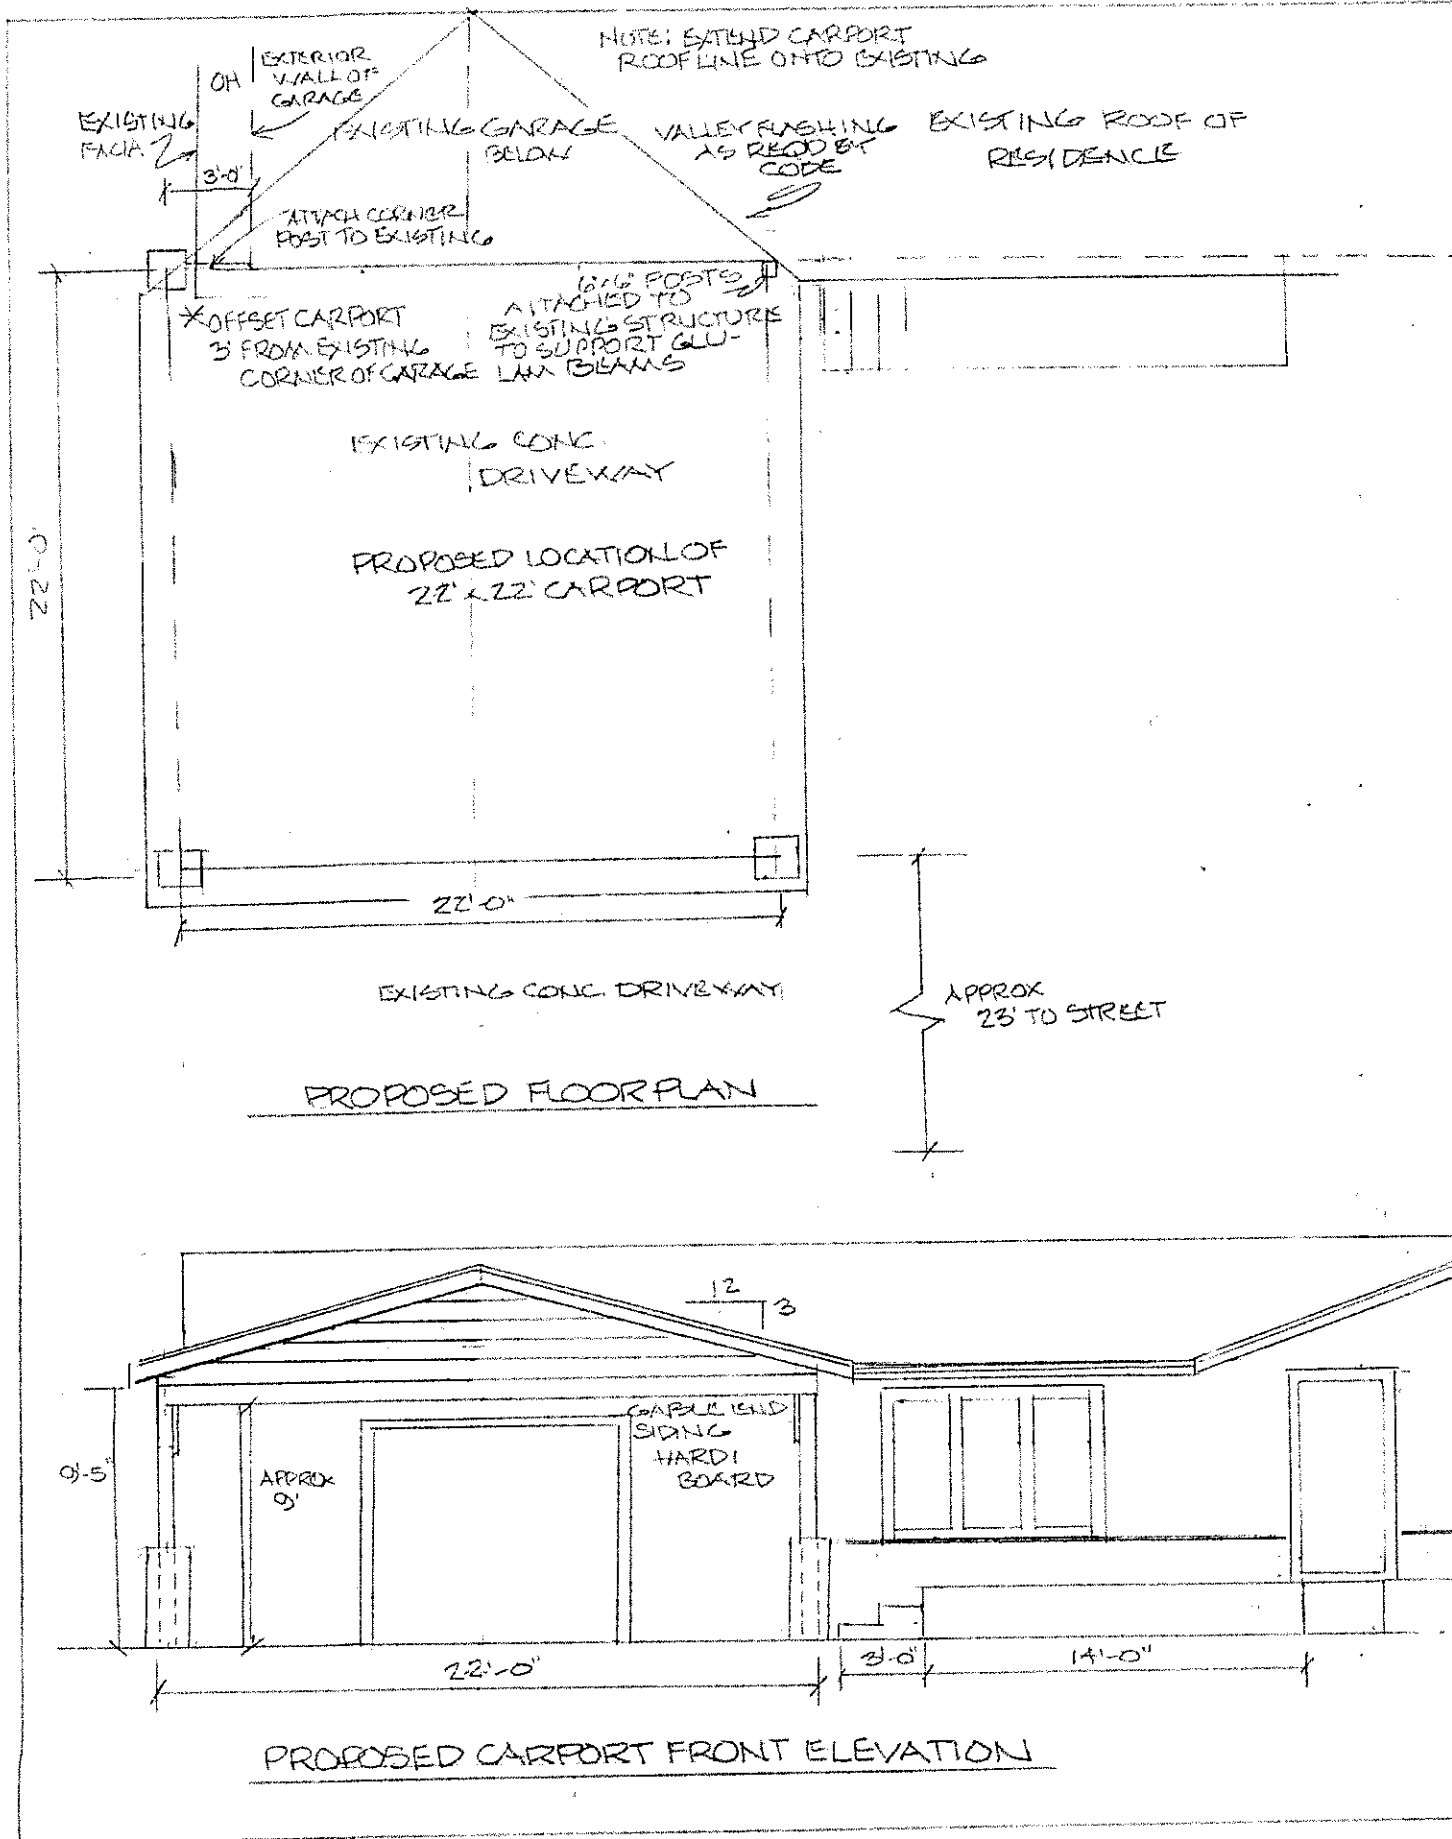 NOTE: EXTEND CARPORT
ROOFLINE ONTO EXISTING
OH
EXTERIOR
WALL OF
GARAGE
EXISTING
FACIA
EXISTING GARAGE
BELOW
VALLEY FLASHING
AS REQD BY
CODE
EXISTING ROOF OF
RESIDENCE
3'-0"
ATTACH CORNER
POST TO EXISTING
*OFFSET CARPORT
3' FROM EXISTING
CORNER OF GARAGE
6"x6" POSTS
ATTACHED TO
EXISTING STRUCTURE
TO SUPPORT GLU-
LAM BEAMS
EXISTING CONC.
DRIVEWAY
22'-0"
PROPOSED LOCATION OF
22' x 22' CARPORT
22'-0"
EXISTING CONC. DRIVEWAY
APPROX
23' TO STREET
PROPOSED FLOORPLAN
12
3
GABLE END
SIDING
HARDI
BOARD
9'-5"
APPROX
9'
22'-0"
3'-0"
14'-0"
PROPOSED CARPORT FRONT ELEVATION